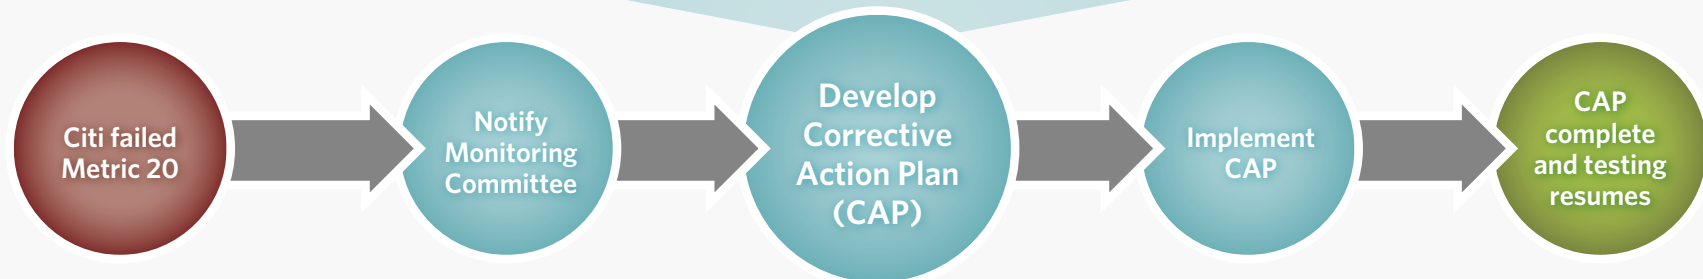 Citi failed
Metric 20
Notify
Monitoring
Committee
Develop
Corrective
Action Plan
(CAP)
Implement
CAP
CAP
complete
and testing
resumes